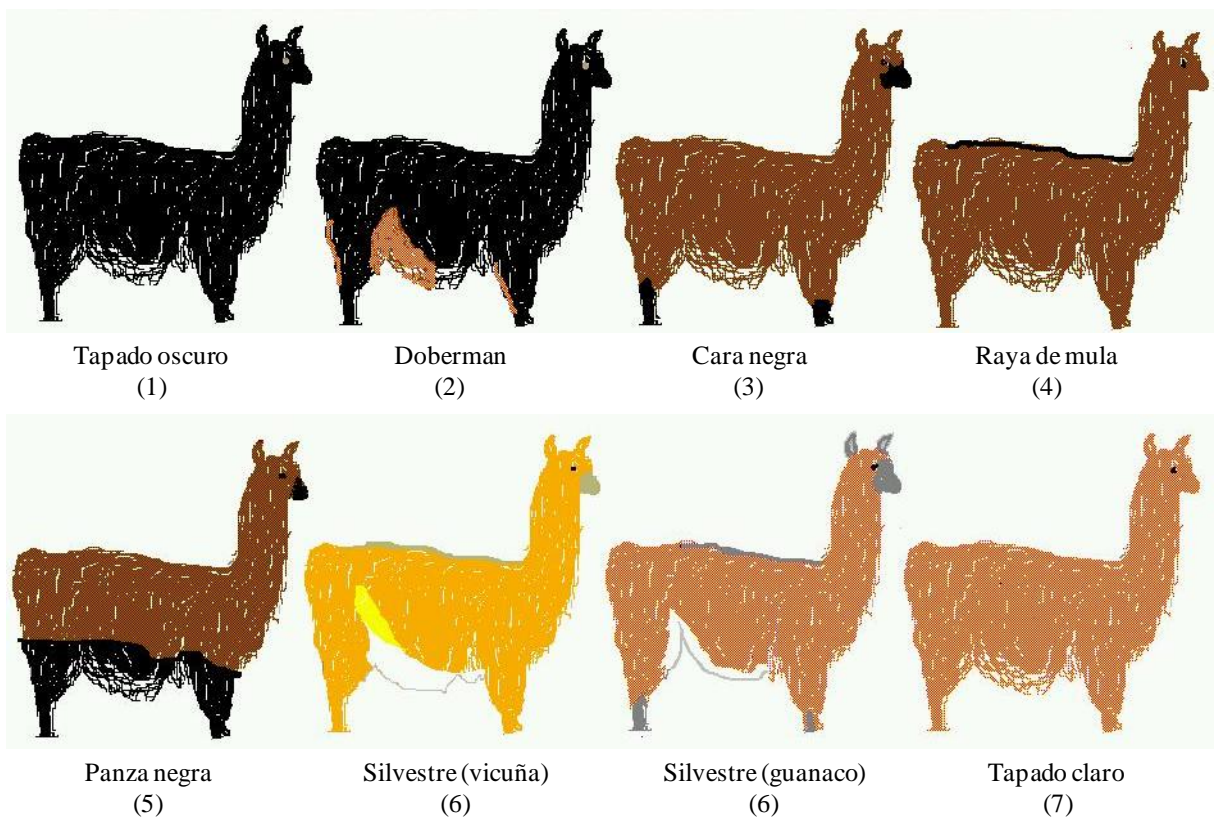 Tapado oscuro Doberman Cara negra Raya de mula
(1) (2) (3) (4)
Panza negra Silvestre (vicuña) Silvestre (guanaco) Tapado claro
(5) (6) (6) (7)